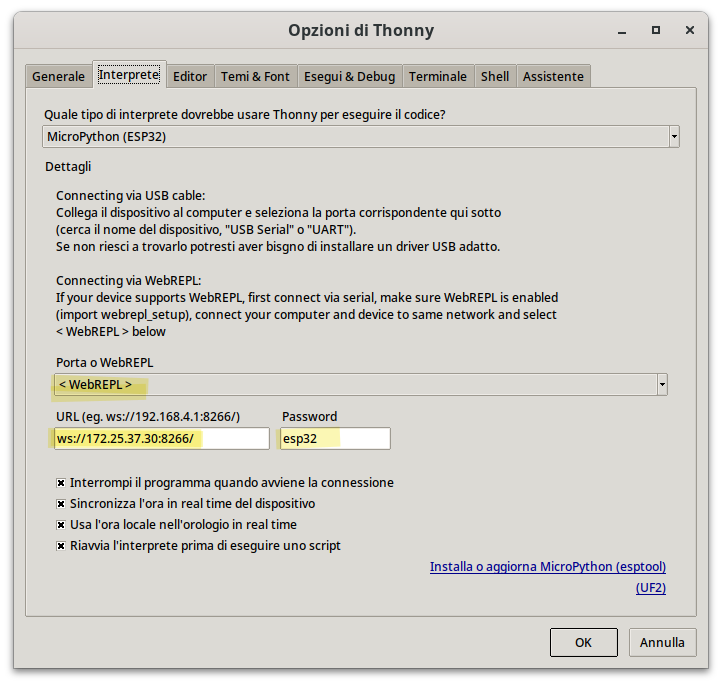 Opzioni di Thonny
Generale Interprete Editor Temi & Font Esegui & Debug Terminale Shell Assistente
Quale tipo di interprete dovrebbe usare Thonny per eseguire il codice?
MicroPython (ESP32)
Dettagli
Connecting via USB cable:
Collega il dispositivo al computer e seleziona la porta corrispondente qui sotto
(cerca il nome del dispositivo, "USB Serial" o "UART").
Se non riesci a trovarlo potresti aver bisgno di installare un driver USB adatto.
Connecting via WebREPL:
If your device supports WebREPL, first connect via serial, make sure WebREPL is enabled
(import webrepl_setup), connect your computer and device to same network and select
< WebREPL > below
Porta o WebREPL
< WebREPL >
URL (eg. ws://192.168.4.1:8266/) Password
ws://172.25.37.30:8266/ esp32
Interrompi il programma quando avviene la connessione
Sincronizza l'ora in real time del dispositivo
Usa l'ora locale nell'orologio in real time
Riavvia l'interprete prima di eseguire uno script
Installa o aggiorna MicroPython (esptool)
(UF2)
OK Annulla